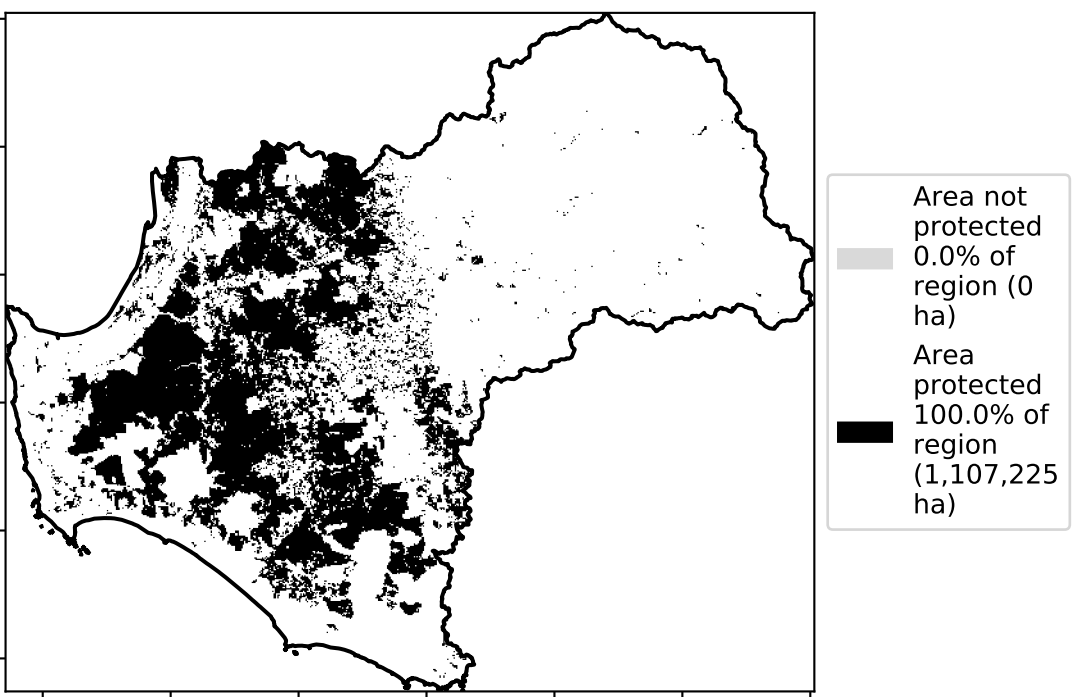 Area not
protected
0.0% of
region (0
ha)
Area
protected
100.0% of
region
(1,107,225
ha)